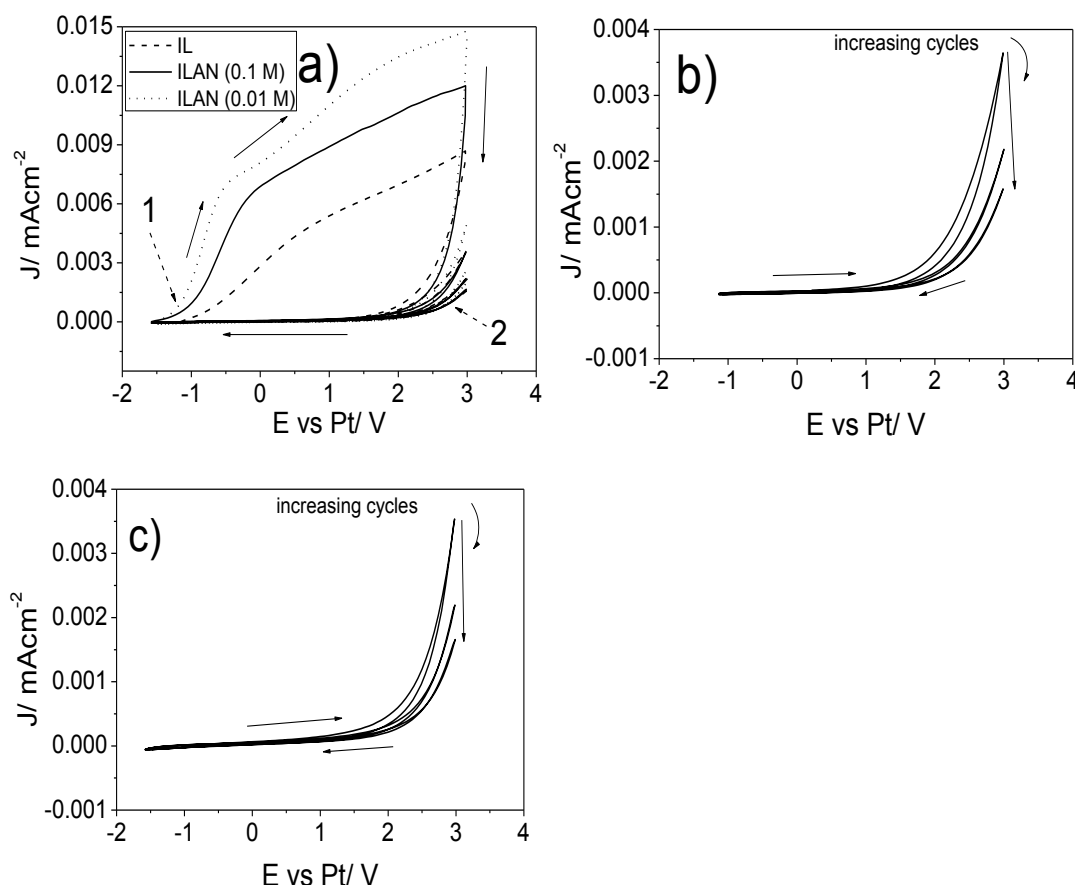 a)
IL
ILAN (0.1 M)
ILAN (0.01 M)
0.015
0.012
0.009
0.006
0.003
0.000
J/ mAcm-2
1
2
-2 -1 0 1 2 3 4
E vs Pt/ V
b)
increasing cycles
0.004
0.003
0.002
0.001
0.000
-0.001
J/ mAcm-2
-2 -1 0 1 2 3 4
E vs Pt/ V
c)
increasing cycles
0.004
0.003
0.002
0.001
0.000
-0.001
J/ mAcm-2
-2 -1 0 1 2 3 4
E vs Pt/ V